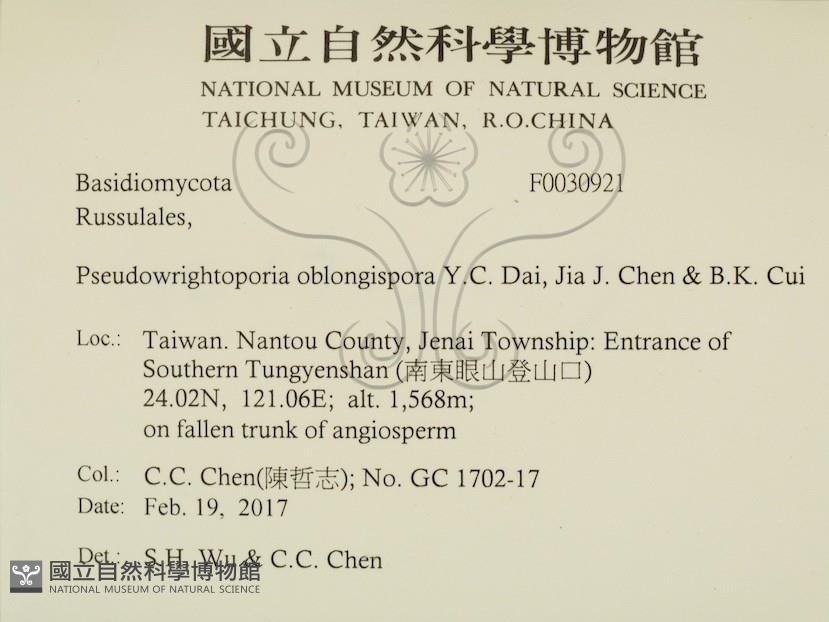 國立自然科學博物館
NATIONAL MUSEUM OF NATURAL SCIENCE
TAICHUNG, TAIWAN, R.O.CHINA
Basidiomycota F0030921
Russulales,
Pseudowrightoporia oblongispora Y.C. Dai, Jia J. Chen & B.K. Cui
Loc.: Taiwan. Nantou County, Jenai Township: Entrance of
Southern Tungyenshan (南東眼山登山口)
24.02N, 121.06E; alt. 1,568m;
on fallen trunk of angiosperm
Col.: C.C. Chen(陳哲志); No. GC 1702-17
Date: Feb. 19, 2017
Det.: S.H. Wu & C.C. Chen
國立自然科學博物館
NATIONAL MUSEUM OF NATURAL SCIENCE